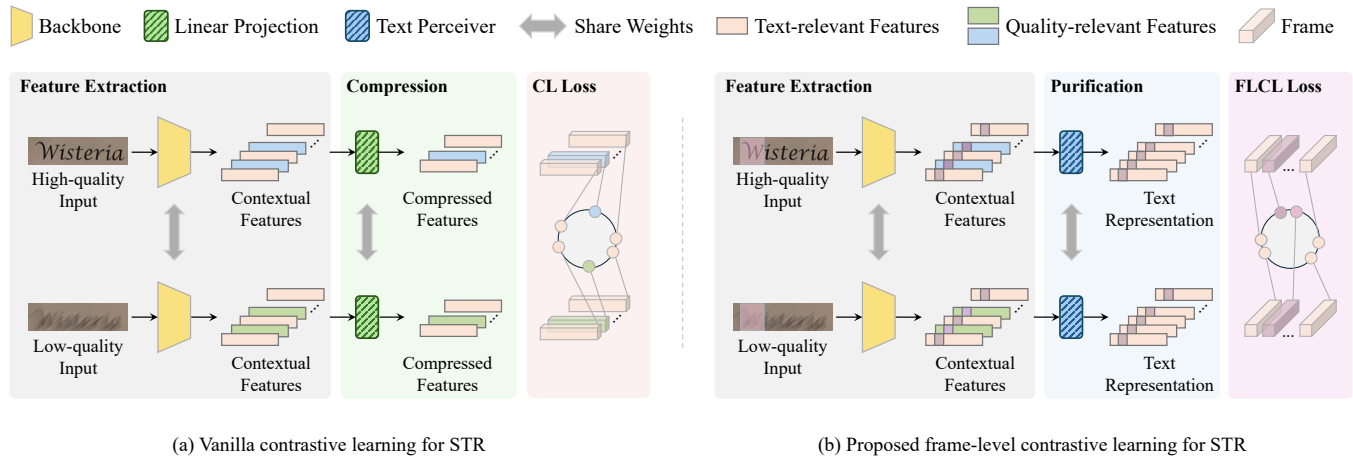 Backbone Linear Projection Text Perceiver Share Weights Text-relevant Features Quality-relevant Features Frame
Feature Extraction Compression CL Loss
Wisteria
High-quality
Input
Contextual
Features
Compressed
Features
Wisteria
Low-quality
Input
Contextual
Features
Compressed
Features
(a) Vanilla contrastive learning for STR
Feature Extraction Purification FLCL Loss
Wisteria
High-quality
Input
Contextual
Features
Text
Representation
...
Wisteria
Low-quality
Input
Contextual
Features
Text
Representation
...
(b) Proposed frame-level contrastive learning for STR